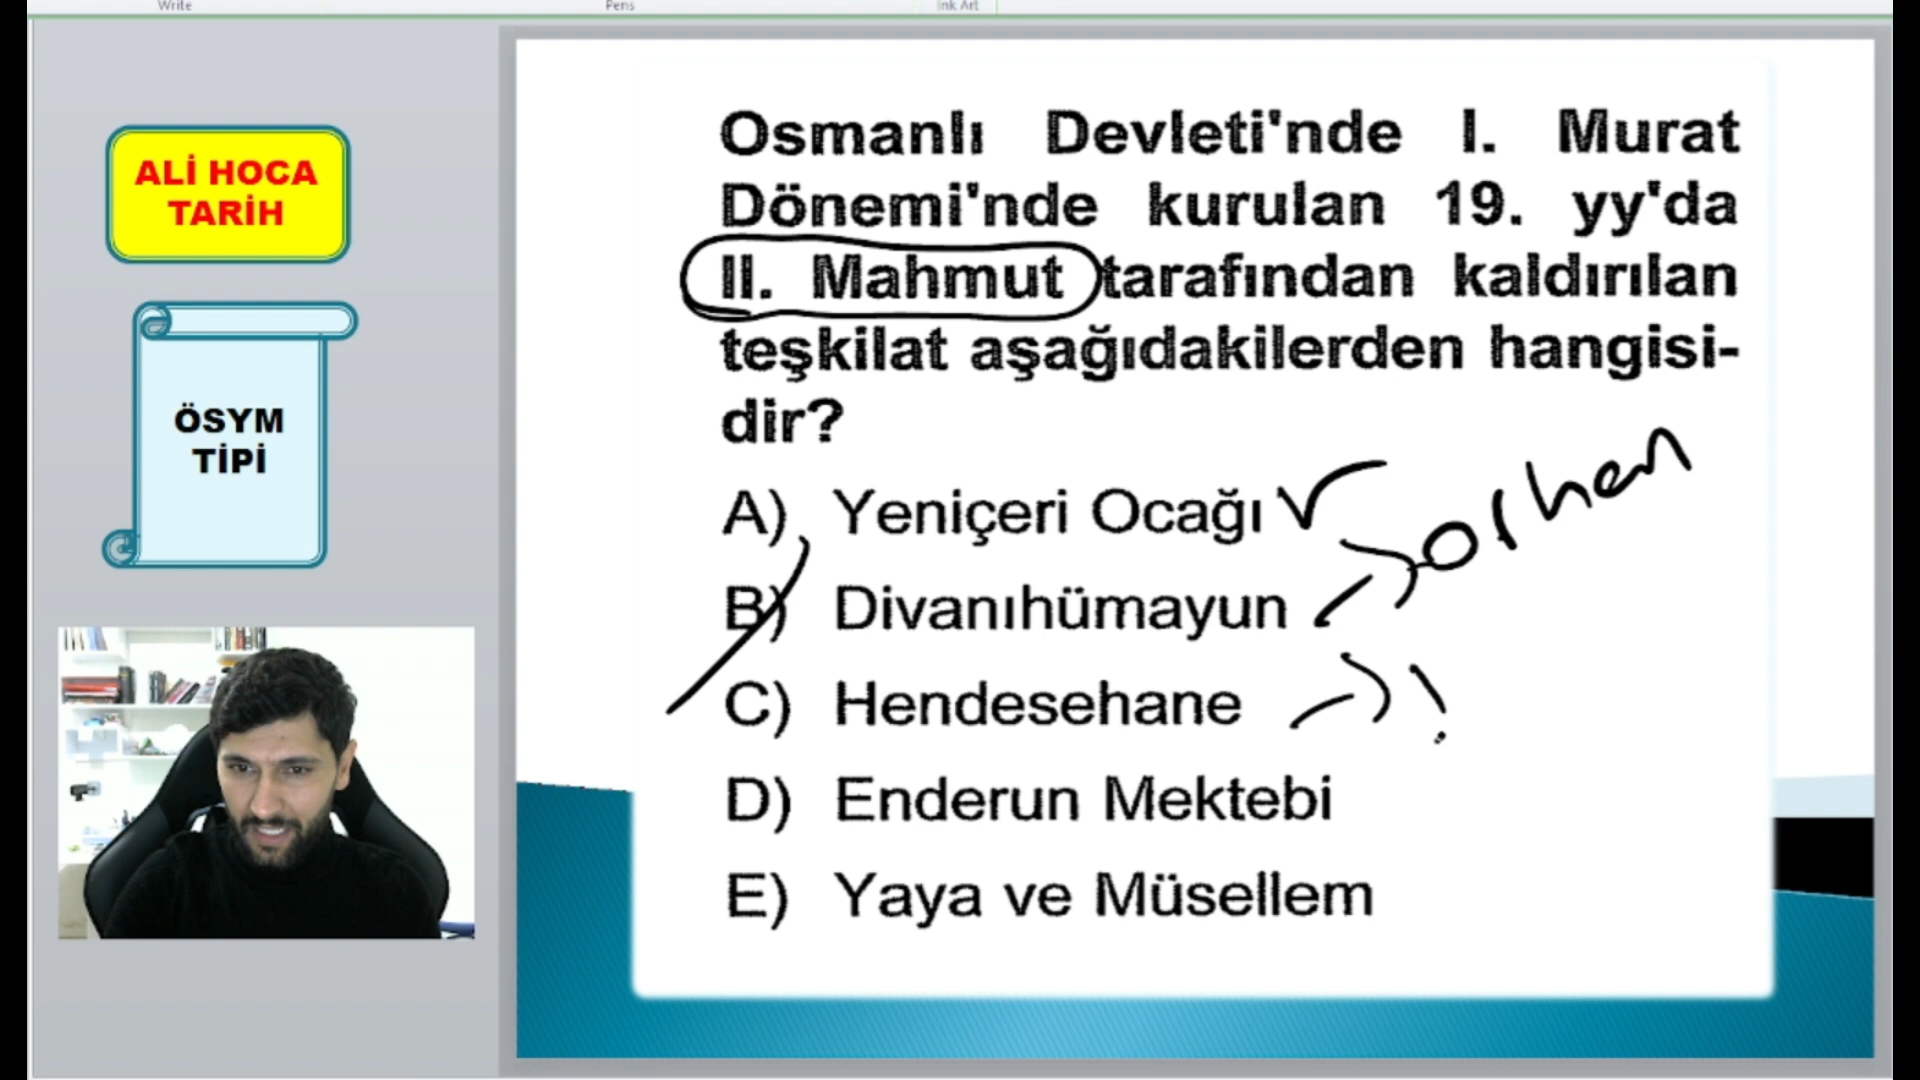 Write
Pens
Ink Art
ALİ HOCA
TARİH
ÖSYM
TİPİ
Osmanlı Devleti'nde I. Murat
Dönemi'nde kurulan 19. yy'da
II. Mahmut tarafından kaldırılan
teşkilat aşağıdakilerden hangisi-
dir?
A) Yeniçeri Ocağı
B) Divanıhümayun
orhan
C) Hendesehane
D) Enderun Mektebi
E) Yaya ve Müsellem